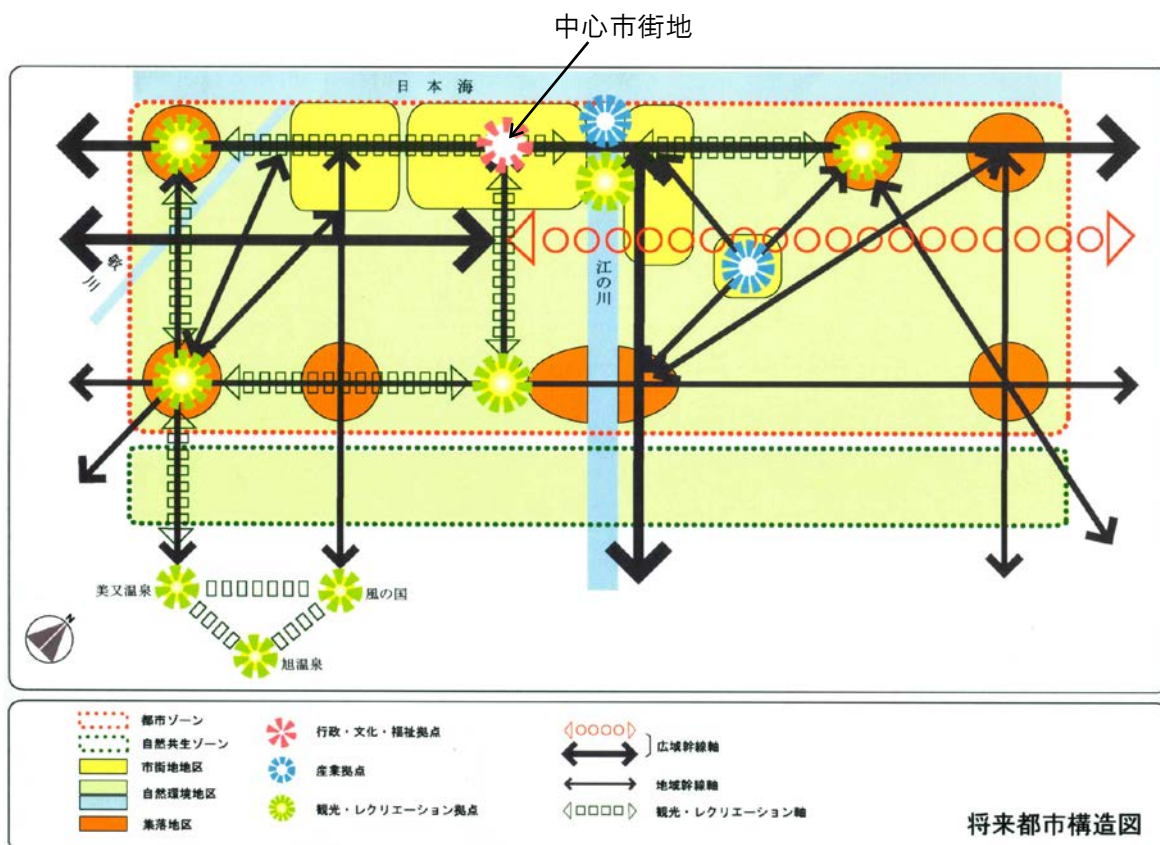 中心市街地
日本海
敬川
江の川
美又温泉
風の国
旭温泉
N
都市ゾーン
自然共生ゾーン
市街地地区
自然環境地区
集落地区
行政・文化・福祉拠点
産業拠点
観光・レクリエーション拠点
広域幹線軸
地域幹線軸
観光・レクリエーション軸
将来都市構造図